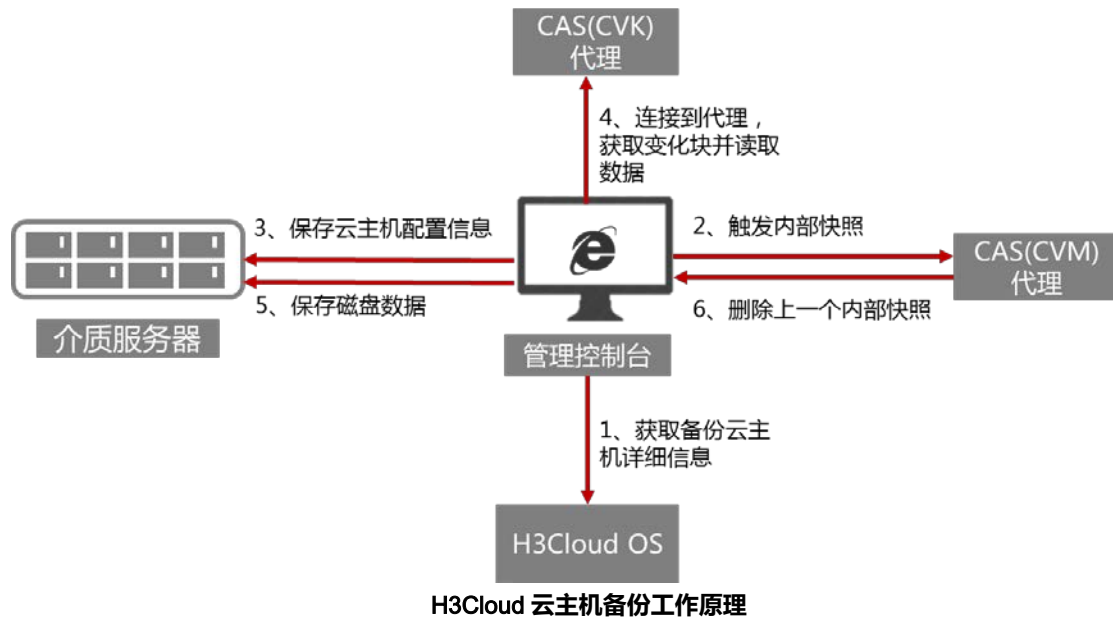 CAS(CVK)
代理
4、连接到代理，
获取变化块并读取
数据
3、保存云主机配置信息
2、触发内部快照
CAS(CVM)
代理
5、保存磁盘数据
6、删除上一个内部快照
介质服务器
管理控制台
1、获取备份云主
机详细信息
H3Cloud OS
H3Cloud 云主机备份工作原理